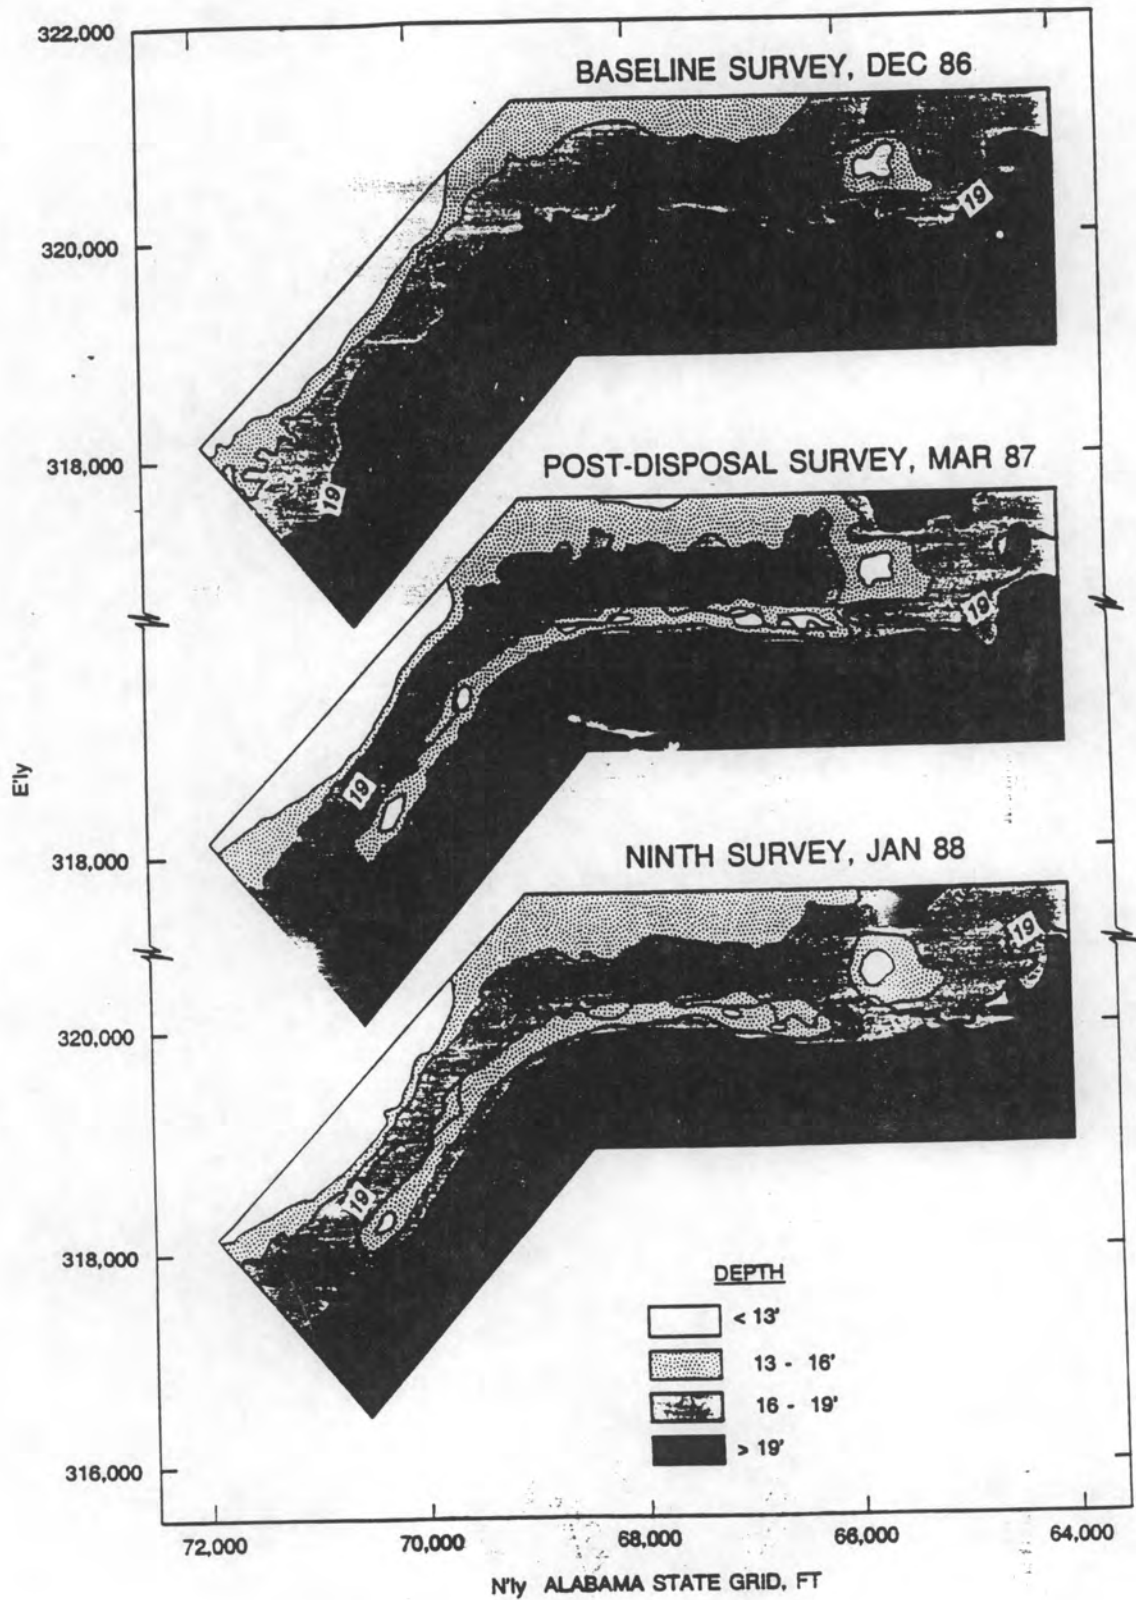 322,000
BASELINE SURVEY, DEC 86
19
320,000
318,000
19
POST-DISPOSAL SURVEY, MAR 87
19
E'ly
19
318,000
NINTH SURVEY, JAN 88
19
320,000
19
318,000
DEPTH
< 13'
13 - 16'
16 - 19'
> 19'
316,000
72,000 70,000 68,000 66,000 64,000
N'ly ALABAMA STATE GRID, FT